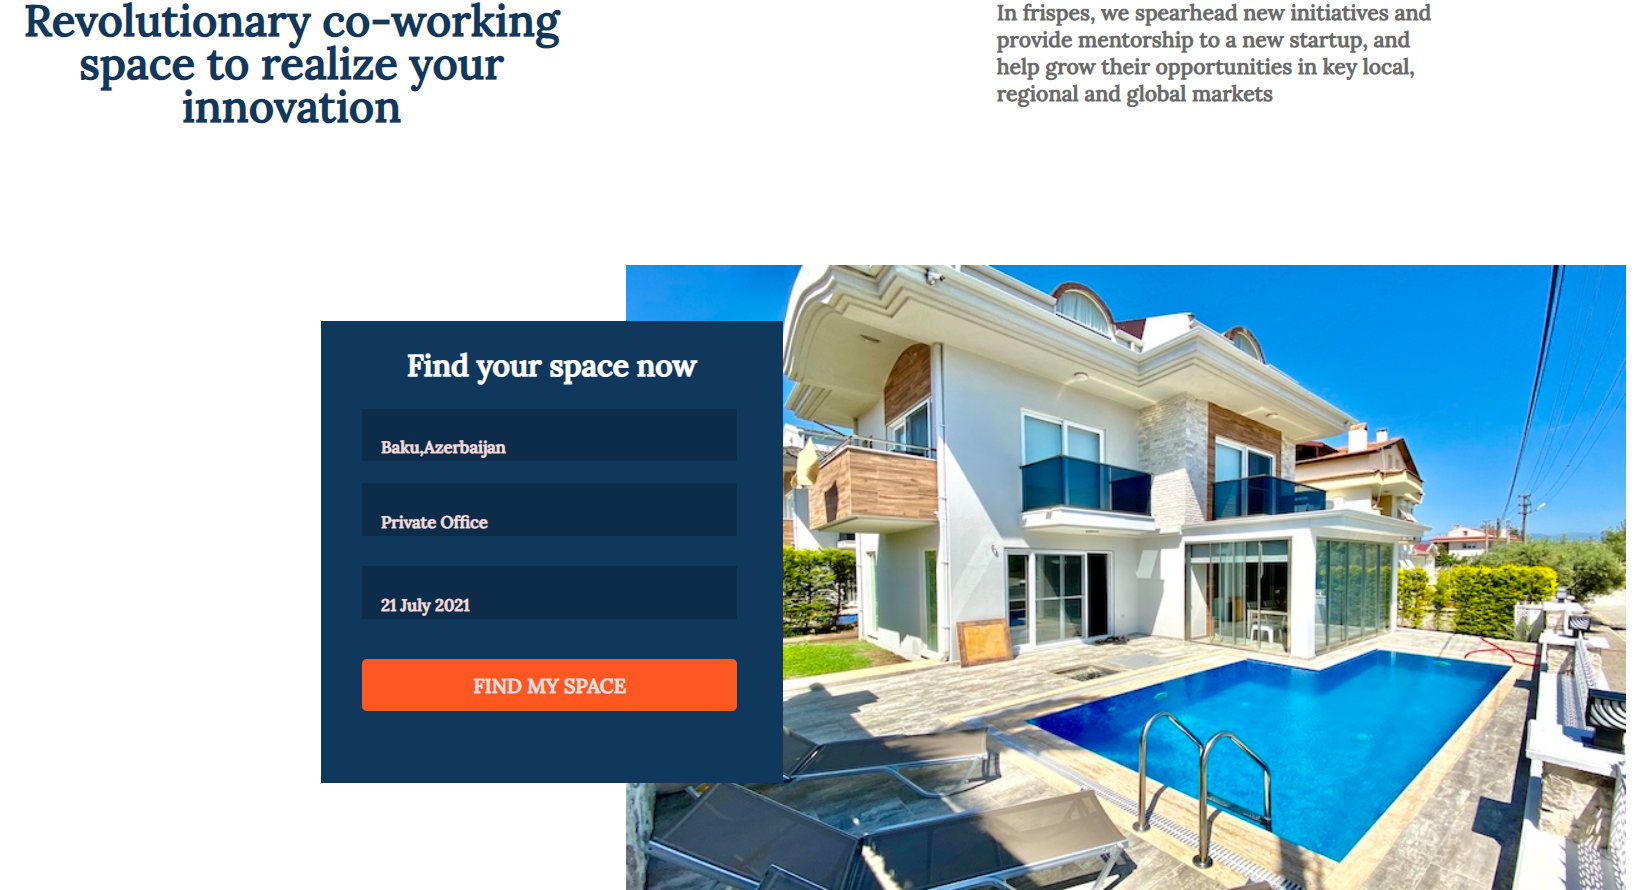 Revolutionary co-working
space to realize your
innovation
In frispes, we spearhead new initiatives and
provide mentorship to a new startup, and
help grow their opportunities in key local,
regional and global markets
Find your space now
Baku,Azerbaijan
Private Office
21 July 2021
FIND MY SPACE